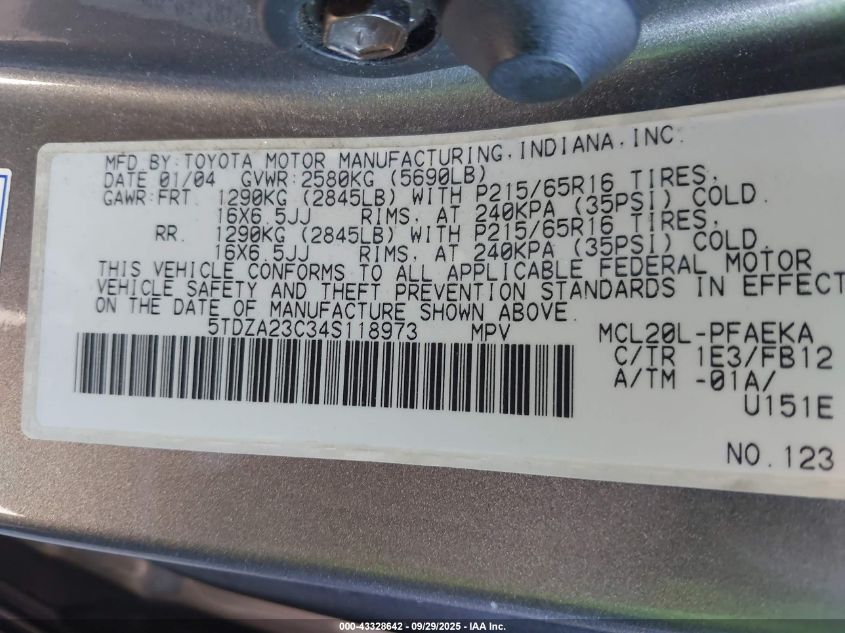 MFD.BY:TOYOTA MOTOR MANUFACTURING,INDIANA,INC.
DATE 01/04 GVWR:2580KG (5690LB)
GAWR:FRT 1290KG (2845LB) WITH P215/65R16 TIRES,
16X6.5JJ RIMS, AT 240KPA (35PSI) COLD.
RR. 1290KG (2845LB) WITH P215/65R16 TIRES,
16X6.5JJ RIMS, AT 240KPA (35PSI) COLD.
THIS VEHICLE CONFORMS TO ALL APPLICABLE FEDERAL MOTOR
VEHICLE SAFETY AND THEFT PREVENTION STANDARDS IN EFFECT
ON THE DATE OF MANUFACTURE SHOWN ABOVE.
5TDZA23C34S118973 MPV MCL20L-PFAEKA
C/TR 1E3/FB12
A/TM -01A/
U151E
NO.123
000-43328642 - 09/29/2025 - IAA Inc.